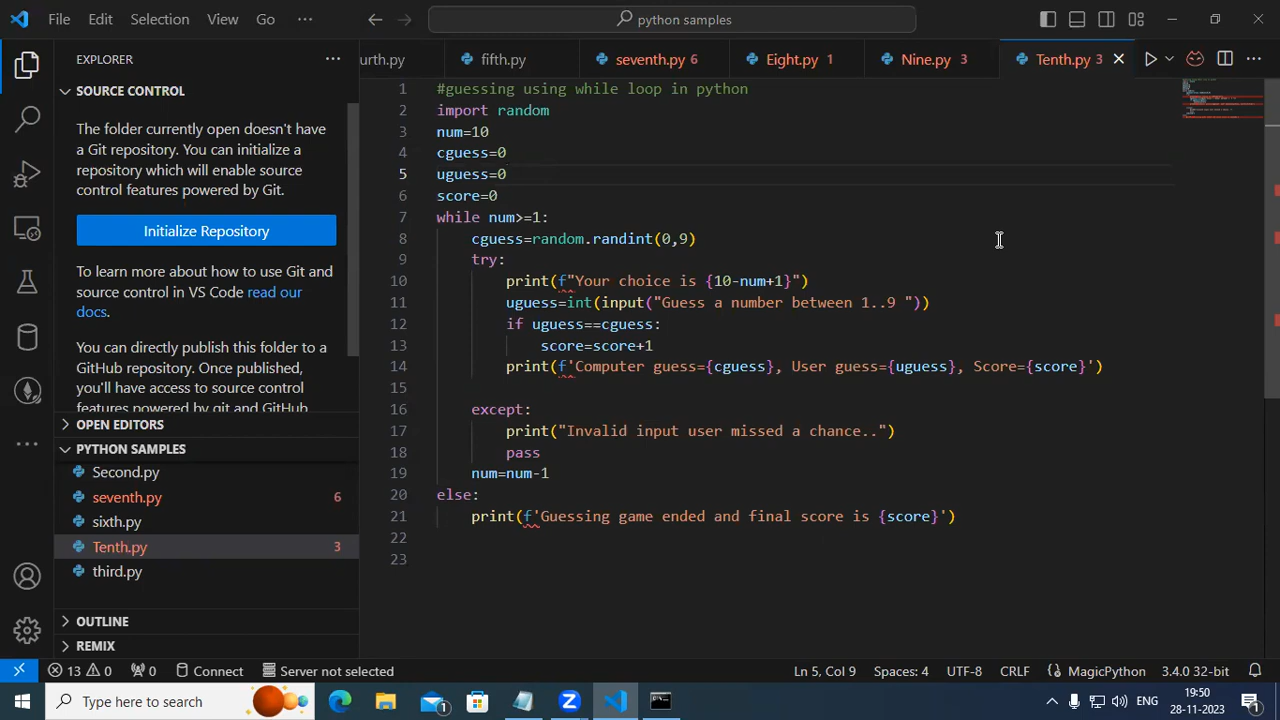 File Edit Selection View Go ··· python samples
EXPLORER ···
urth.py fifth.py seventh.py 6 Eight.py 1 Nine.py 3 Tenth.py 3
SOURCE CONTROL
The folder currently open doesn't have
a Git repository. You can initialize a
repository which will enable source
control features powered by Git.
Initialize Repository
To learn more about how to use Git and
source control in VS Code read our
docs.
You can directly publish this folder to a
GitHub repository. Once published,
you'll have access to source control
features powered by git and GitHub
OPEN EDITORS
PYTHON SAMPLES
Second.py
seventh.py 6
sixth.py
Tenth.py 3
third.py
OUTLINE
REMIX
1 #guessing using while loop in python
2 import random
3 num=10
4 cguess=0
5 uguess=0
6 score=0
7 while num>=1:
8 cguess=random.randint(0,9)
9 try:
10 print(f"Your choice is {10-num+1}")
11 uguess=int(input("Guess a number between 1..9 "))
12 if uguess==cguess:
13 score=score+1
14 print(f'Computer guess={cguess}, User guess={uguess}, Score={score}')
15
16 except:
17 print("Invalid input user missed a chance..")
18 pass
19 num=num-1
20 else:
21 print(f'Guessing game ended and final score is {score}')
22
23
13 0 0 Connect Server not selected Ln 5, Col 9 Spaces: 4 UTF-8 CRLF MagicPython 3.4.0 32-bit
Type here to search 1 ENG 19:50
28-11-2023 1